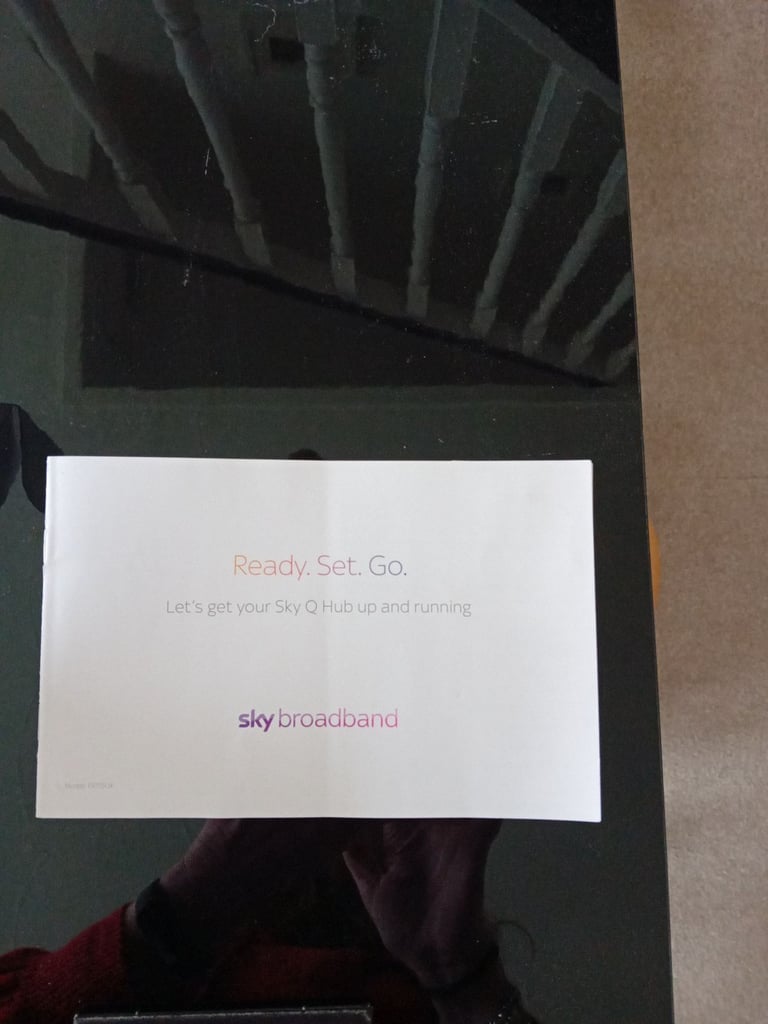 Ready. Set. Go.
Let's get your Sky Q Hub up and running
sky broadband